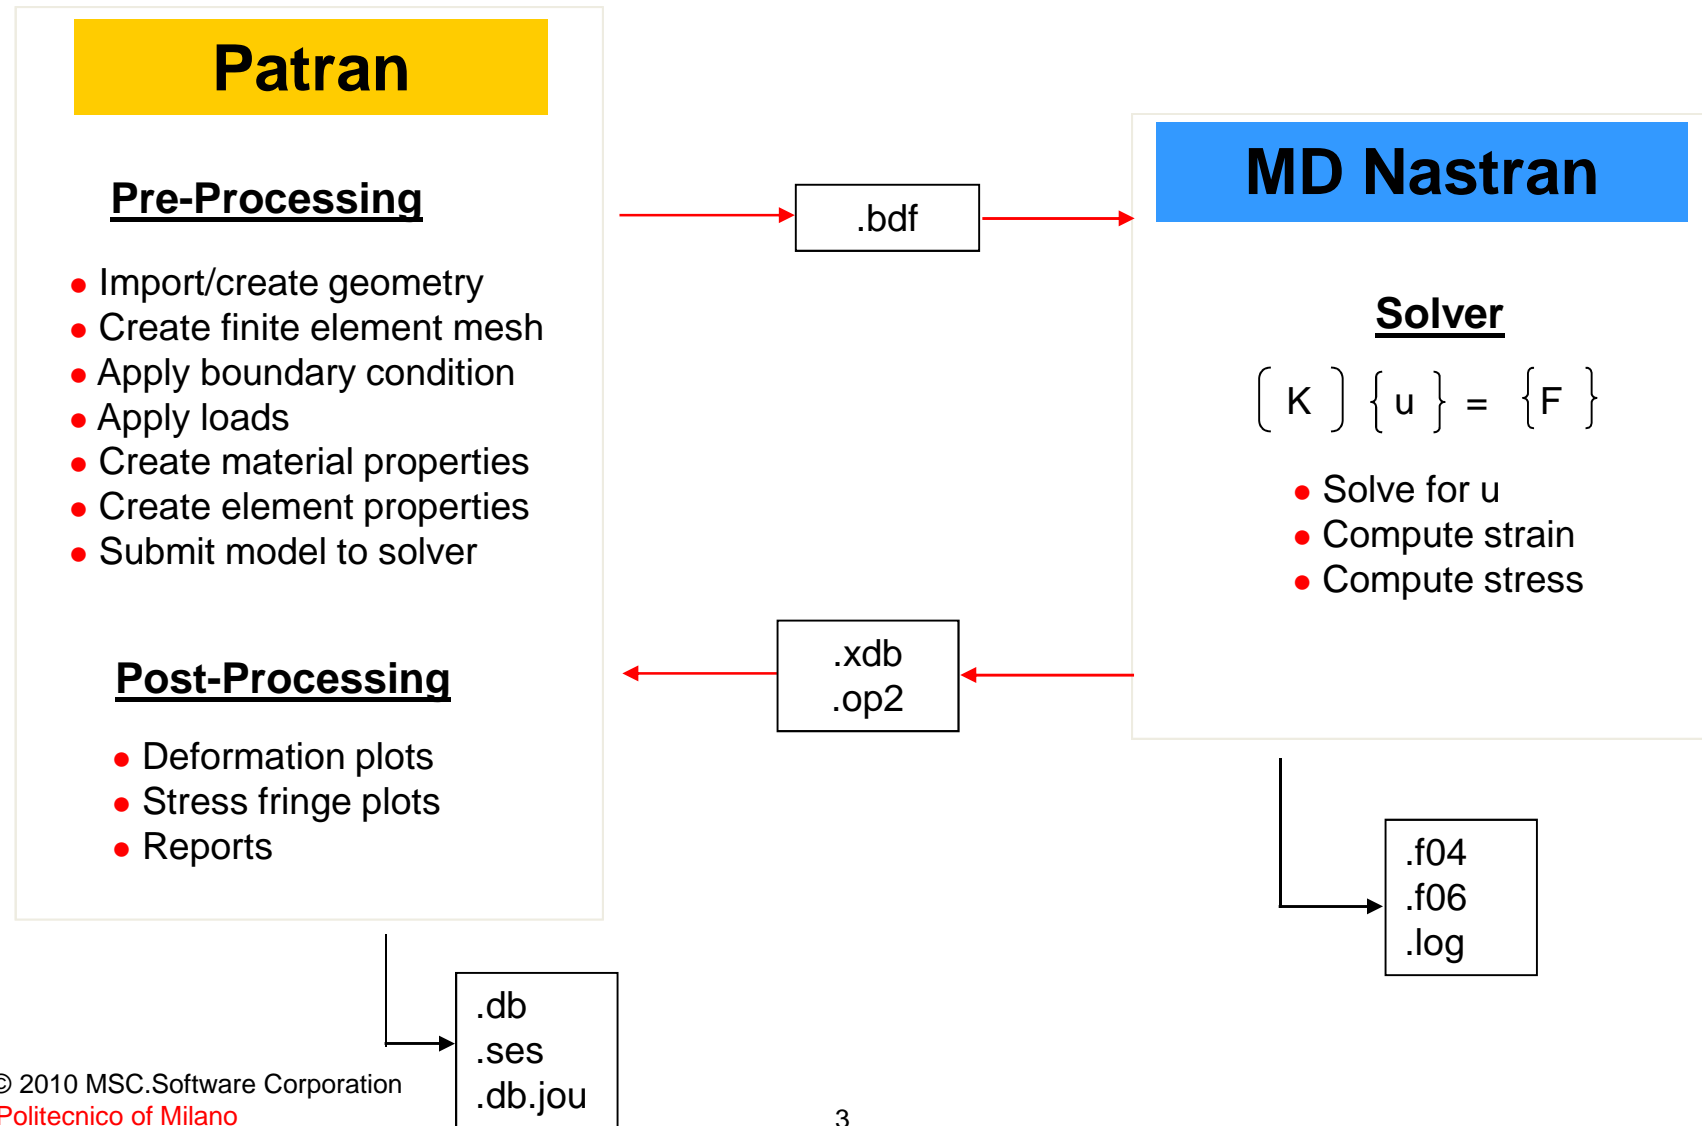 Patran
Pre-Processing
Import/create geometry
Create finite element mesh
Apply boundary condition
Apply loads
Create material properties
Create element properties
Submit model to solver
Post-Processing
Deformation plots
Stress fringe plots
Reports
.bdf
MD Nastran
Solver
[ K ] { u } = { F }
Solve for u
Compute strain
Compute stress
.xdb
.op2
.f04
.f06
.log
.db
.ses
.db.jou
© 2010 MSC.Software Corporation
Politecnico of Milano
3